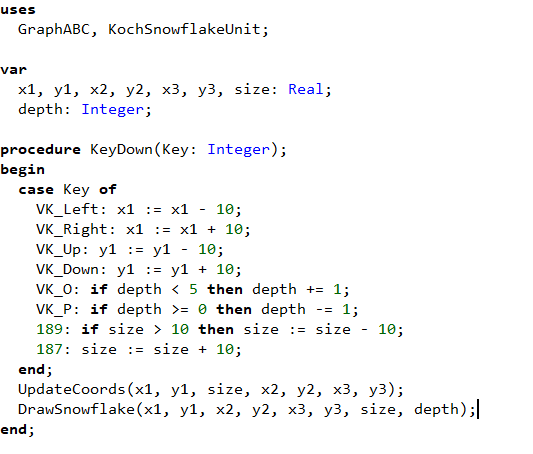 uses
  GraphABC, KochSnowflakeUnit;

var
  x1, y1, x2, y2, x3, y3, size: Real;
  depth: Integer;

procedure KeyDown(Key: Integer);
begin
  case Key of
    VK_Left: x1 := x1 - 10;
    VK_Right: x1 := x1 + 10;
    VK_Up: y1 := y1 - 10;
    VK_Down: y1 := y1 + 10;
    VK_O: if depth < 5 then depth += 1;
    VK_P: if depth >= 0 then depth -= 1;
    189: if size > 10 then size := size - 10;
    187: size := size + 10;
  end;
  UpdateCoords(x1, y1, size, x2, y2, x3, y3);
  DrawSnowflake(x1, y1, x2, y2, x3, y3, size, depth);
end;